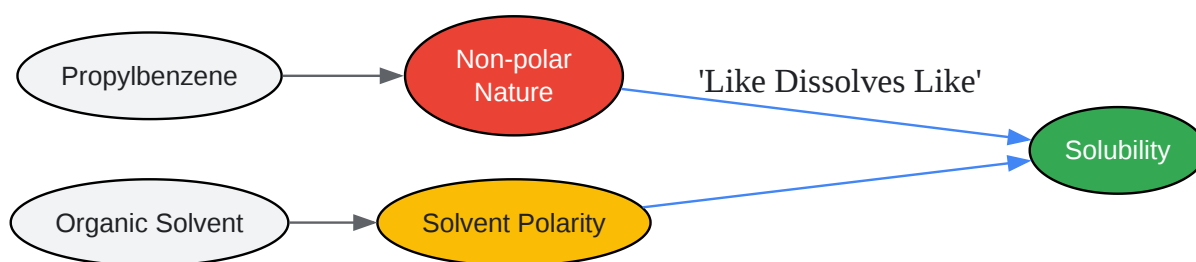 Propylbenzene
Non-polar
Nature
'Like Dissolves Like'
Solubility
Organic Solvent
Solvent Polarity